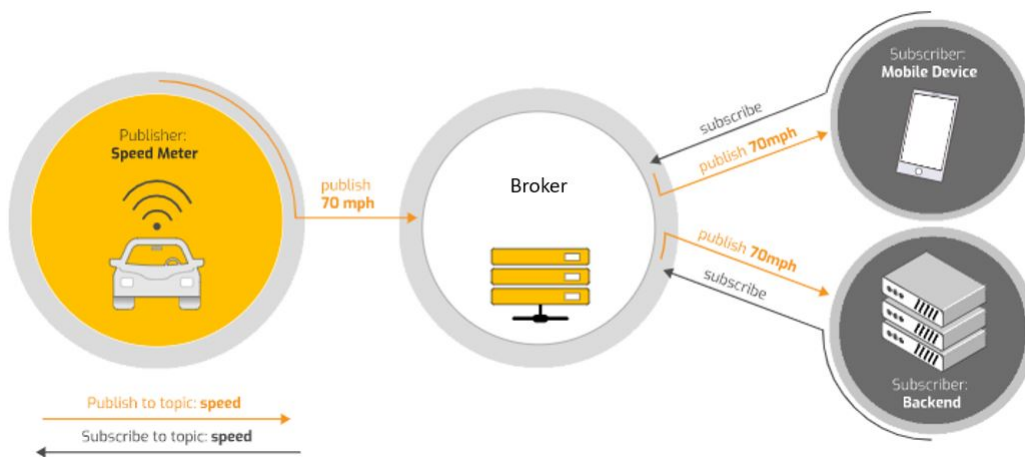 Publisher:
Speed Meter
publish
70 mph
Broker
subscribe
publish 70mph
Subscriber:
Mobile Device
publish 70mph
subscribe
Subscriber:
Backend
Publish to topic: speed
Subscribe to topic: speed